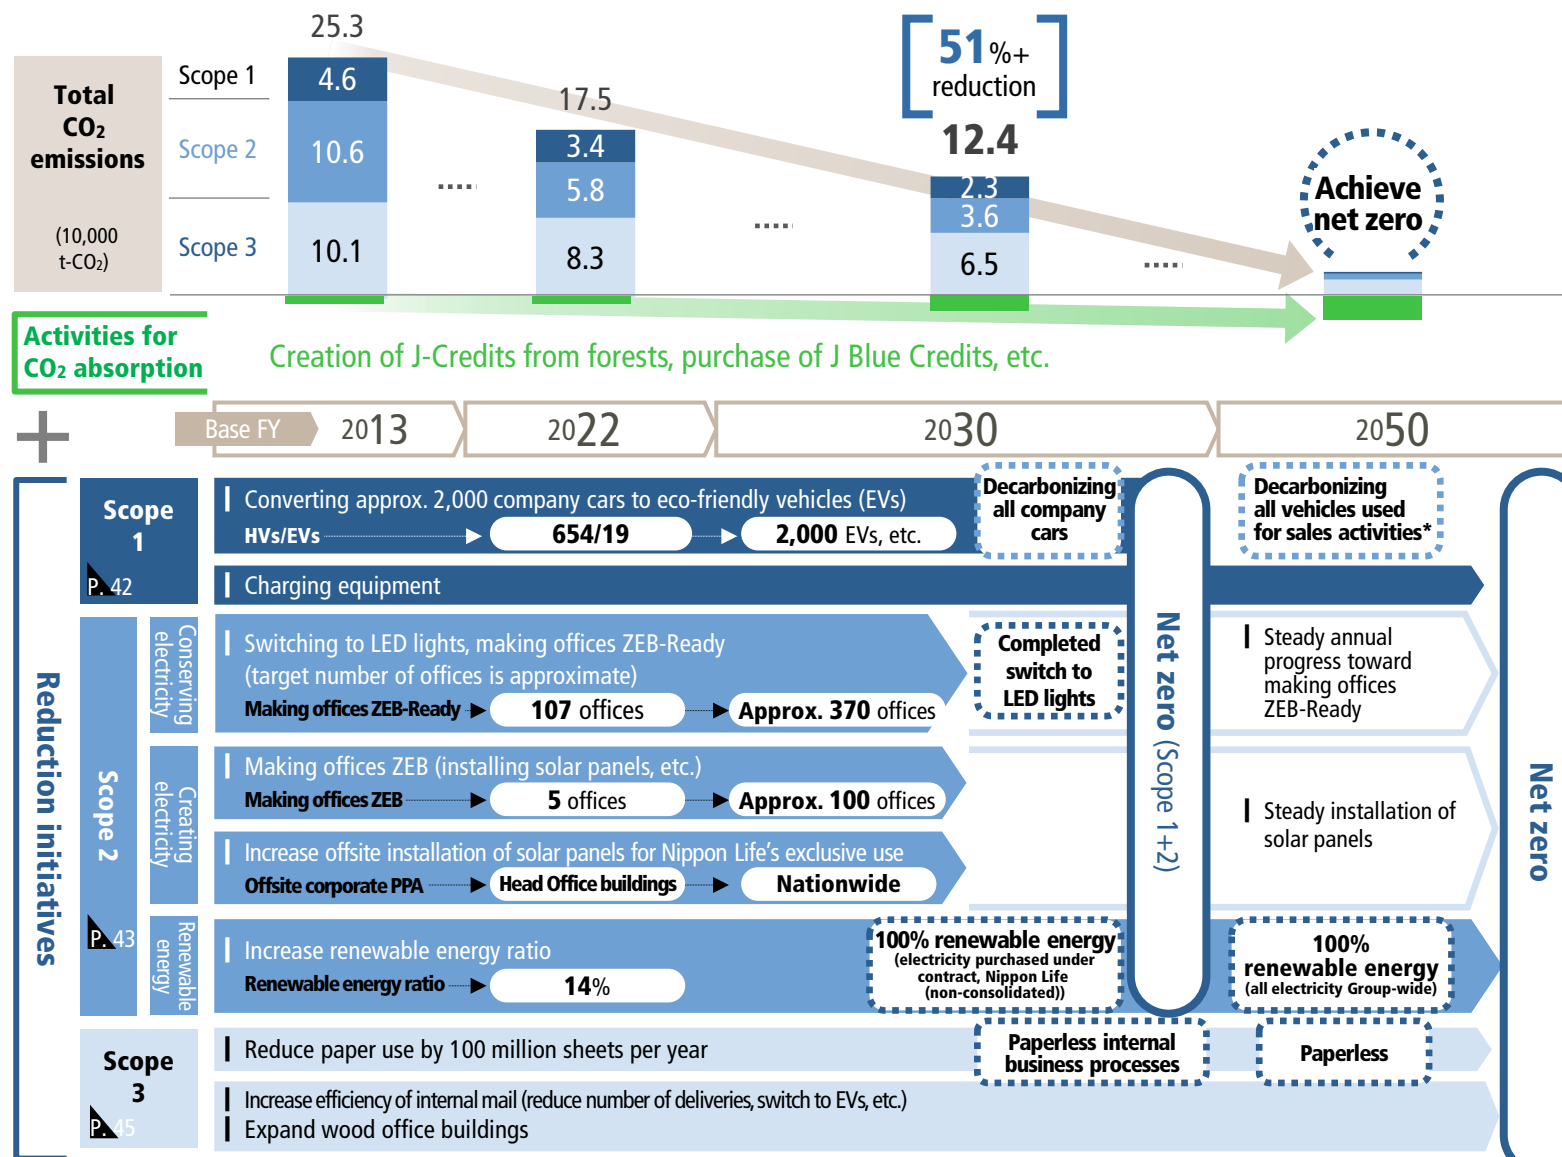 Total
CO2
emissions
(10,000
t-CO2)
Scope 1
Scope 2
Scope 3
25.3
4.6
10.6
10.1
.....
17.5
3.4
5.8
8.3
....
51%+
reduction
12.4
2.3
3.6
6.5
.....
Achieve
net zero
Activities for
CO2 absorption
Creation of J-Credits from forests, purchase of J Blue Credits, etc.
+
Base FY
2013
2022
2030
2050
Reduction initiatives
Scope
1
P. 42
Converting approx. 2,000 company cars to eco-friendly vehicles (EVs)
HVs/EVs
654/19
2,000 EVs, etc.
Decarbonizing
all company
cars
Decarbonizing
all vehicles used
for sales activities*
Charging equipment
Scope 2
P. 43
Conserving
electricity
Switching to LED lights, making offices ZEB-Ready
(target number of offices is approximate)
Making offices ZEB-Ready
107 offices
Approx. 370 offices
Completed
switch to
LED lights
Steady annual
progress toward
making offices
ZEB-Ready
Creating
electricity
Making offices ZEB (installing solar panels, etc.)
Making offices ZEB
5 offices
Approx. 100 offices
Steady installation of
solar panels
Increase offsite installation of solar panels for Nippon Life’s exclusive use
Offsite corporate PPA
Head Office buildings
Nationwide
Renewable
energy
Increase renewable energy ratio
Renewable energy ratio
14%
100% renewable energy
(electricity purchased under
contract, Nippon Life
(non-consolidated))
100%
renewable energy
(all electricity Group-wide)
Net zero (Scope 1+2)
Net zero
Scope
3
P. 45
Reduce paper use by 100 million sheets per year
Paperless internal
business processes
Paperless
Increase efficiency of internal mail (reduce number of deliveries, switch to EVs, etc.)
Expand wood office buildings